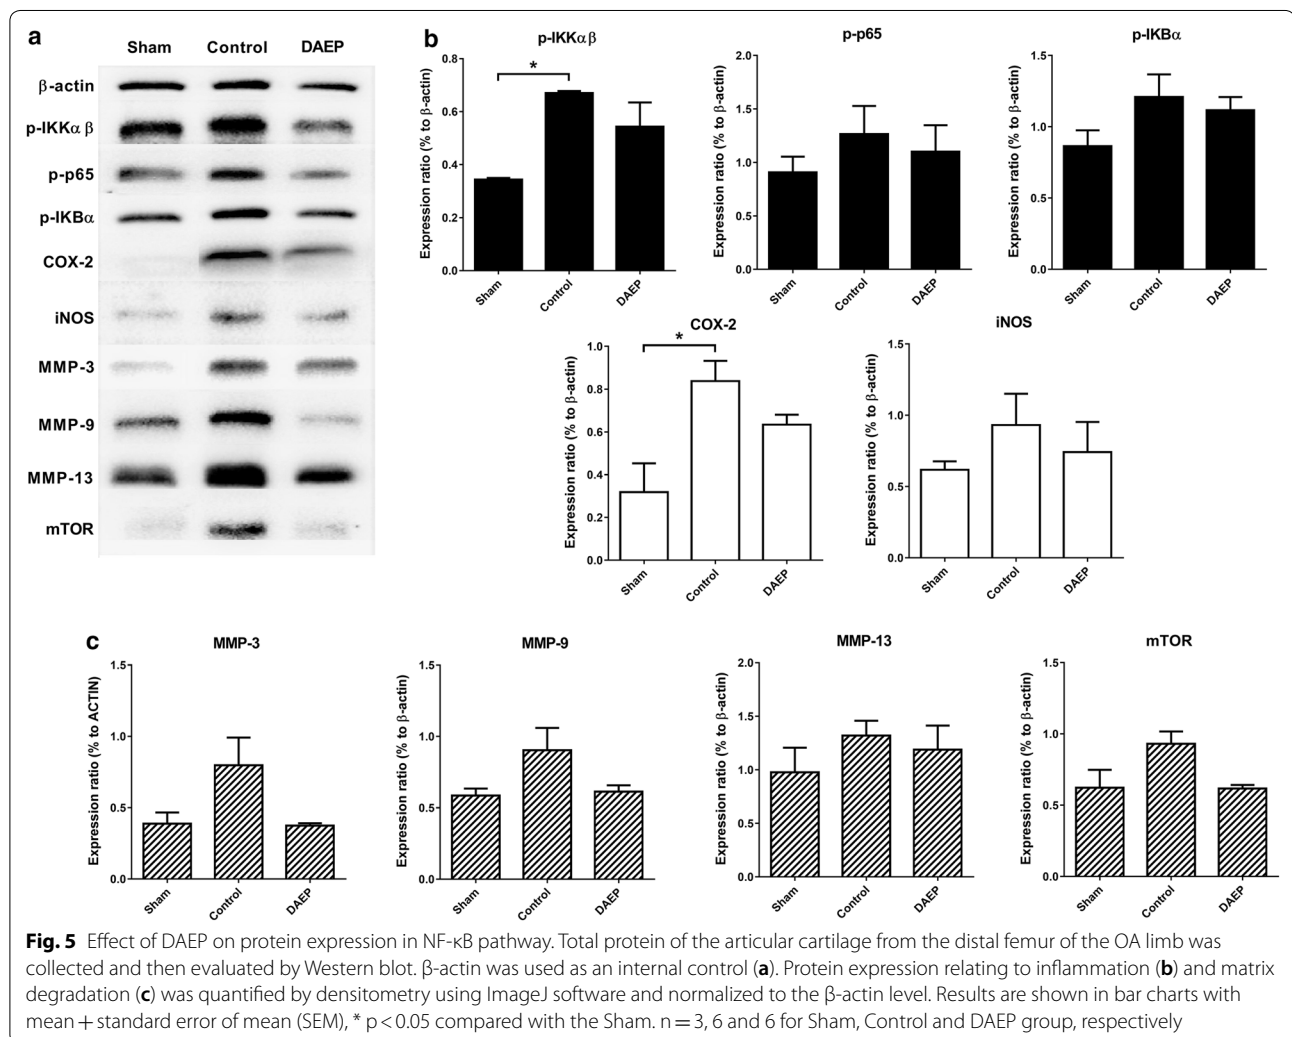 a
Sham Control DAEP
β-actin
p-IKKα β
p-p65
p-IKBα
COX-2
iNOS
MMP-3
MMP-9
MMP-13
mTOR
b
p-IKKα β
Expression ratio (% to β-actin)
0.8
0.6
0.4
0.2
0.0
*
Sham Control DAEP
p-p65
Expression ratio (% to β-actin)
2.0
1.5
1.0
0.5
0.0
Sham Control DAEP
p-IKBα
Expression ratio (% to β-actin)
1.5
1.0
0.5
0.0
Sham Control DAEP
COX-2
Expression ratio (% to β-actin)
1.0
0.8
0.6
0.4
0.2
0.0
*
Sham Control DAEP
iNOS
Expression ratio (% to β-actin)
1.5
1.0
0.5
0.0
Sham Control DAEP
c
MMP-3
Expression ratio (% to ACTIN)
1.5
1.0
0.5
0.0
Sham Control DAEP
MMP-9
Expression ratio (% to β-actin)
1.5
1.0
0.5
0.0
Sham Control DAEP
MMP-13
Expression ratio (% to β-actin)
2.0
1.5
1.0
0.5
0.0
Sham Control DAEP
mTOR
Expression ratio (% to β-actin)
1.5
1.0
0.5
0.0
Sham Control DAEP
Fig. 5 Effect of DAEP on protein expression in NF-κB pathway. Total protein of the articular cartilage from the distal femur of the OA limb was
collected and then evaluated by Western blot. β-actin was used as an internal control (a). Protein expression relating to inflammation (b) and matrix
degradation (c) was quantified by densitometry using ImageJ software and normalized to the β-actin level. Results are shown in bar charts with
mean + standard error of mean (SEM), * p < 0.05 compared with the Sham. n = 3, 6 and 6 for Sham, Control and DAEP group, respectively